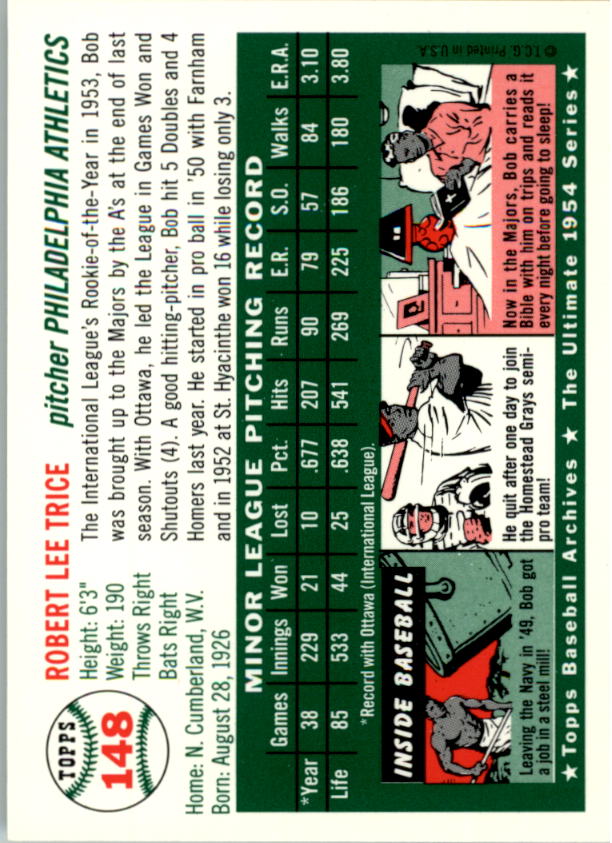 TOPPS
148
ROBERT LEE TRICE
pitcher PHILADELPHIA ATHLETICS
Height: 6'3"
Weight: 190
Throws Right
Bats Right
Home: N. Cumberland, W.V.
Born: August 28, 1926
The International League's Rookie-of-the-Year in 1953, Bob
was brought up to the Majors by the A's at the end of last
season. With Ottawa, he led the League in Games Won and
Shutouts (4). A good hitting-pitcher, Bob hit 5 Doubles and 4
Homers last year. He started in pro ball in '50 with Farnham
and in 1952 at St. Hyacinthe won 16 while losing only 3.
MINOR LEAGUE PITCHING RECORD
Games Innings Won Lost Pct. Hits Runs E.R. S.O. Walks E.R.A.
*Year 38 229 21 10 .677 207 90 79 57 84 3.10
Life 85 533 44 25 .638 541 269 225 186 180 3.80
*Record with Ottawa (International League).
© T.C.G. Printed in U.S.A.
INSIDE BASEBALL
Leaving the Navy in '49, Bob got
a job in a steel mill!
He quit after one day to join
the Homestead Grays semi-
pro team!
Now in the Majors, Bob carries a
Bible with him on trips and reads it
every night before going to sleep!
★ Topps Baseball Archives ★ The Ultimate 1954 Series ★